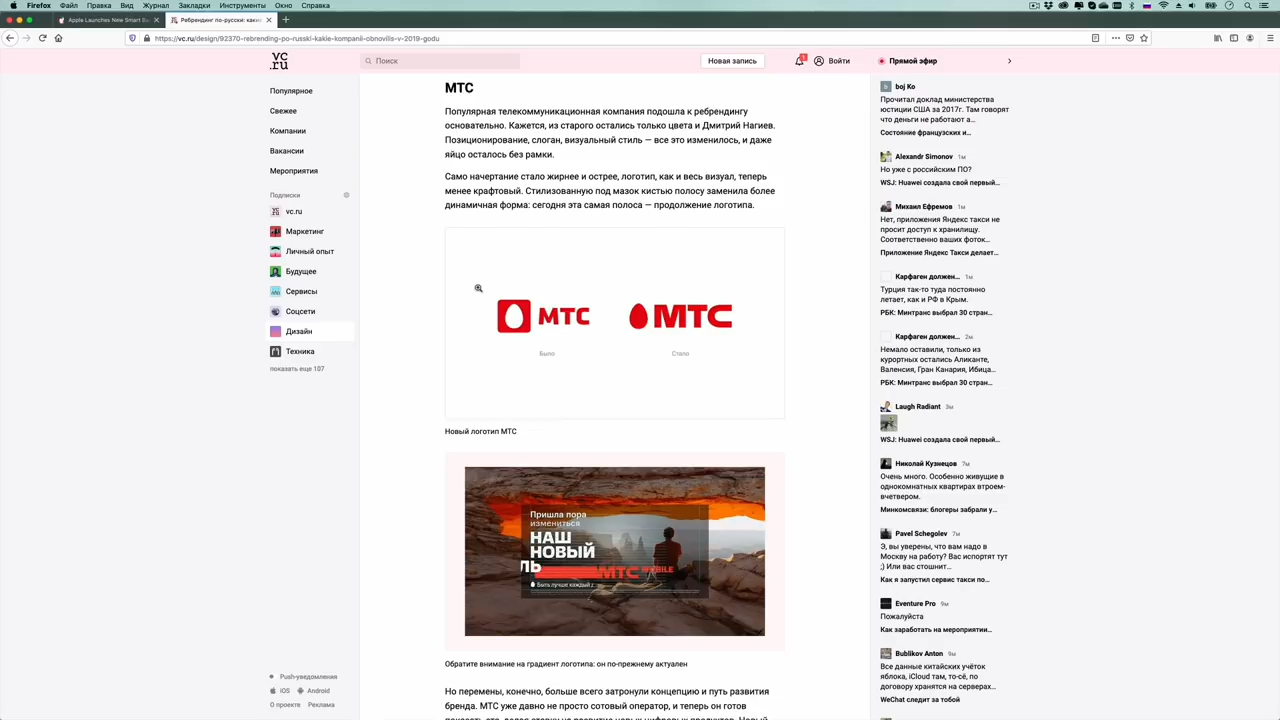 Firefox Файл Правка Вид Журнал Закладки Инструменты Окно Справка
Apple Launches New Smart Ba
Ребрендинг по-русски: какие
https://vc.ru/design/92370-rebrending-po-russki-kakie-kompanii-obnovilis-v-2019-godu
vc
.ru
Поиск
Новая запись
Войти
Прямой эфир
Популярное
Свежее
Компании
Вакансии
Мероприятия
Подписки
vc.ru
Маркетинг
Личный опыт
Будущее
Сервисы
Соцсети
Дизайн
Техника
показать еще 107
Push-уведомления
iOS Android
О проекте Реклама
МТС
Популярная телекоммуникационная компания подошла к ребрендингу
основательно. Кажется, из старого остались только цвета и Дмитрий Нагиев.
Позиционирование, слоган, визуальный стиль — все это изменилось, и даже
яйцо осталось без рамки.
Само начертание стало жирнее и острее, логотип, как и весь визуал, теперь
менее крафтовый. Стилизованную под мазок кистью полосу заменила более
динамичная форма: сегодня эта самая полоса — продолжение логотипа.
МТС МТС
Было Стало
Новый логотип МТС
Пришла пора
измениться
НАШ
НОВЫЙ
ЛЬ
МТС
Быть лучше каждый
Обратите внимание на градиент логотипа: он по-прежнему актуален
Но перемены, конечно, больше всего затронули концепцию и путь развития
бренда. МТС уже давно не просто сотовый оператор, и теперь он готов
boj Ko
Прочитал доклад министерства
юстиции США за 2017г. Там говорят
что деньги не работают а...
Состояние французских и...
Alexandr Simonov 1м
Но уже с российским ПО?
WSJ: Huawei создала свой первый...
Михаил Ефремов 1м
Нет, приложения Яндекс такси не
просит доступ к хранилищу.
Соответственно ваших фоток...
Приложение Яндекс Такси делает...
Карфаген должен... 1м
Турция так-то туда постоянно
летает, как и РФ в Крым.
РБК: Минтранс выбрал 30 стран...
Карфаген должен... 2м
Немало оставили, только из
курортных остались Аликанте,
Валенсия, Гран Канария, Ибица...
РБК: Минтранс выбрал 30 стран...
Laugh Radiant 3м
WSJ: Huawei создала свой первый...
Николай Кузнецов 7м
Очень много. Особенно живущие в
однокомнатных квартирах втроем-
вчетвером.
Минкомсвязи: блогеры забрали у...
Pavel Schegolev 7м
Э, вы уверены, что вам надо в
Москву на работу? Вас испортят тут
;) Или вас стошнит...
Как я запустил сервис такси по...
Eventure Pro 9м
Пожалуйста
Как заработать на мероприятии...
Bublikov Anton 9м
Все данные китайских учёток
яблока, iCloud там, то-сё, по
договору хранятся на серверах...
WeChat следит за тобой